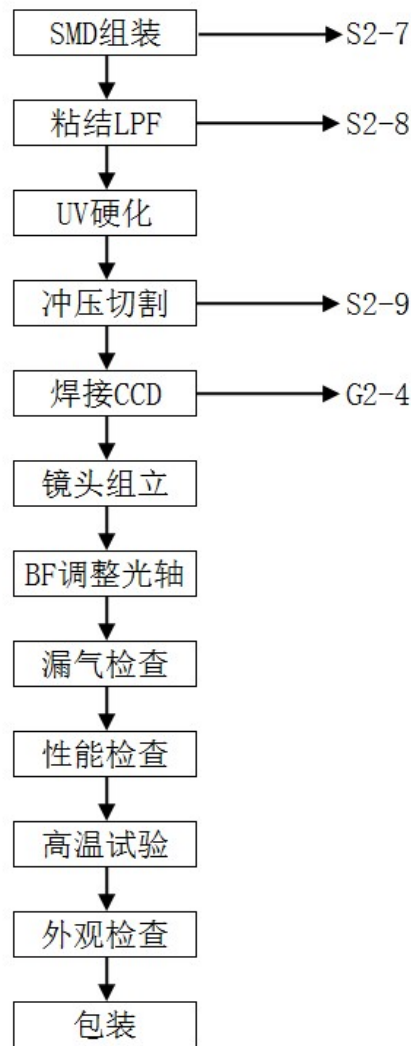 SMD组装 S2-7
粘结LPF S2-8
UV硬化
冲压切割 S2-9
焊接CCD G2-4
镜头组立
BF调整光轴
漏气检查
性能检查
高温试验
外观检查
包装